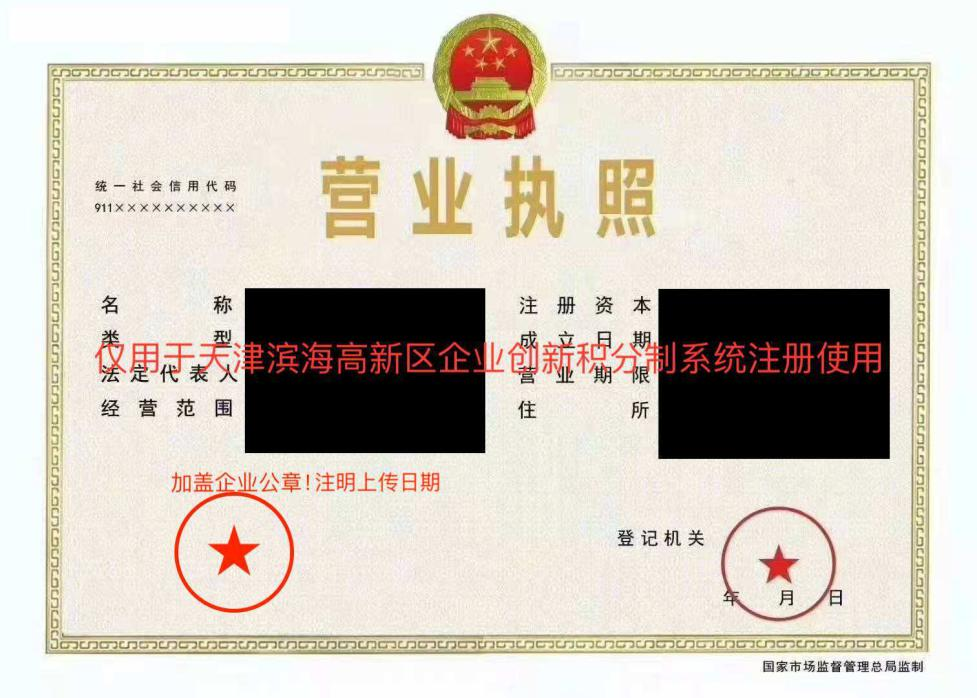 营业执照
统一社会信用代码
911××××××××××
名称
类型
法定代表人
经营范围
注册资本
成立日期
营业期限
住所
仅用于天津滨海高新区企业创新积分制系统注册使用
加盖企业公章！注明上传日期
登记机关
年 月 日
国家市场监督管理总局监制